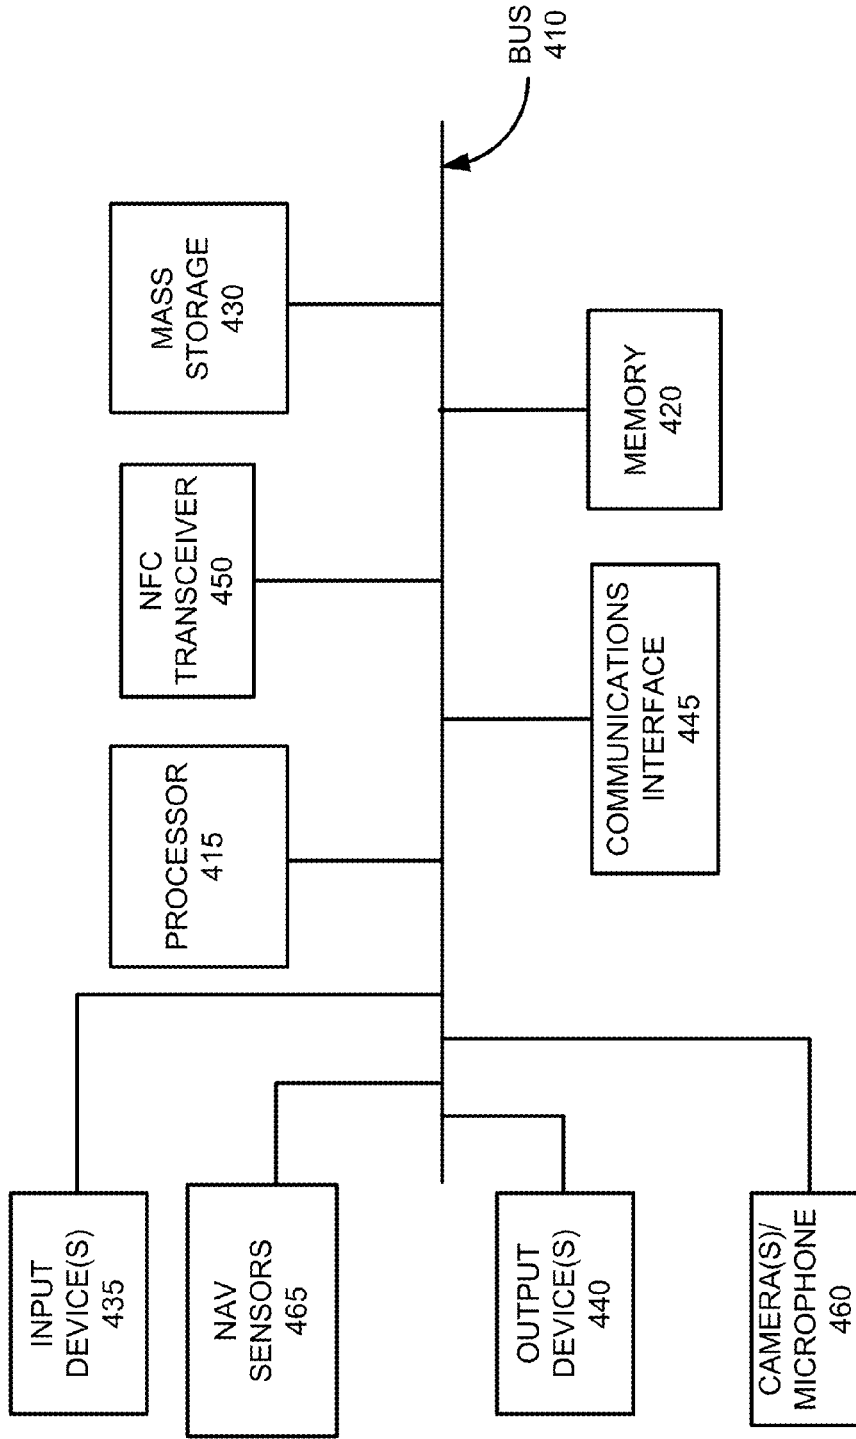 INPUT
DEVICE(S)
435
NAV
SENSORS
465
OUTPUT
DEVICE(S)
440
CAMERA(S)/
MICROPHONE
460
PROCESSOR
415
NFC
TRANSCEIVER
450
MASS
STORAGE
430
COMMUNICATIONS
INTERFACE
445
MEMORY
420
BUS
410